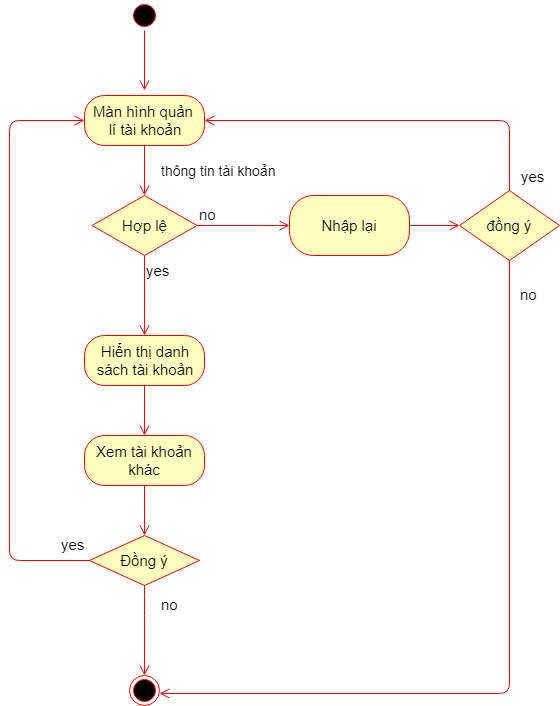 Màn hình quản
lí tài khoản
thông tin tài khoản
Hợp lệ
no
Nhập lại
đồng ý
yes
no
yes
Hiển thị danh
sách tài khoản
Xem tài khoản
khác
Đồng ý
yes
no